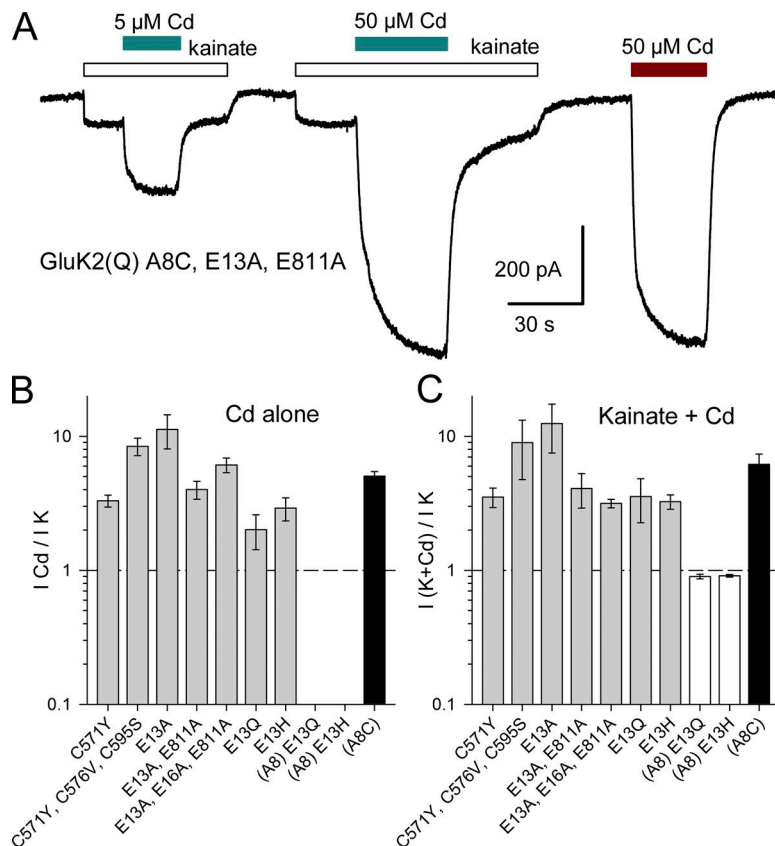 A
5 µM Cd
kainate
50 µM Cd
kainate
50 µM Cd
GluK2(Q) A8C, E13A, E811A
200 pA
30 s
B
Cd alone
I Cd / I K
10
1
0.1
C571Y
C571Y, C576V, C595S
E13A
E13A, E811A
E13A, E16A, E811A
E13Q
E13H
(A8) E13Q
(A8) E13H
(A8C)
C
Kainate + Cd
I (K+Cd) / I K
10
1
0.1
C571Y
C571Y, C576V, C595S
E13A
E13A, E811A
E13A, E16A, E811A
E13Q
E13H
(A8) E13Q
(A8) E13H
(A8C)